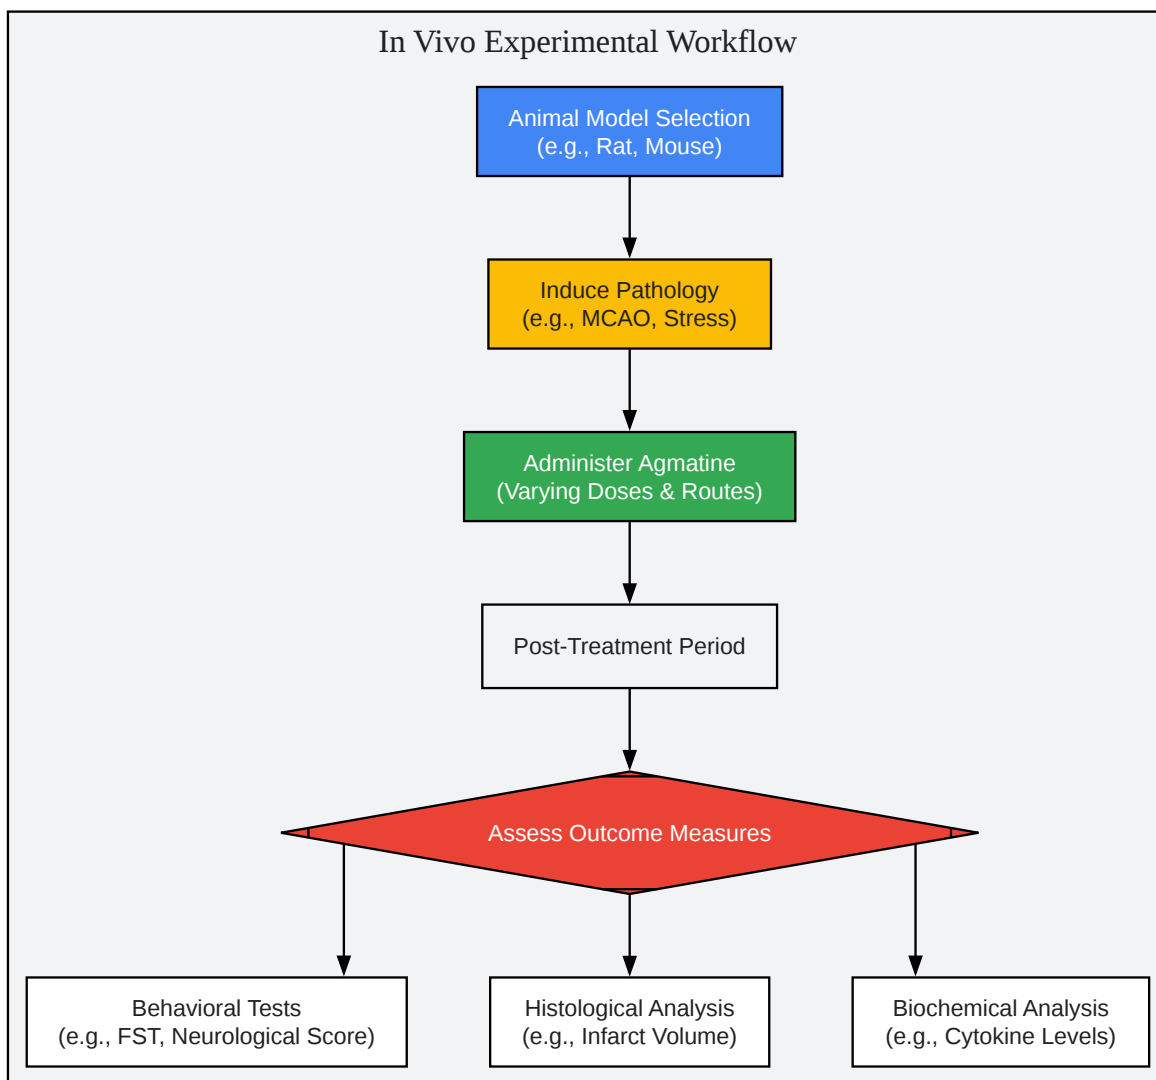 In Vivo Experimental Workflow
Animal Model Selection
(e.g., Rat, Mouse)
Induce Pathology
(e.g., MCAO, Stress)
Administer Agmatine
(Varying Doses & Routes)
Post-Treatment Period
Assess Outcome Measures
Behavioral Tests
(e.g., FST, Neurological Score)
Histological Analysis
(e.g., Infarct Volume)
Biochemical Analysis
(e.g., Cytokine Levels)